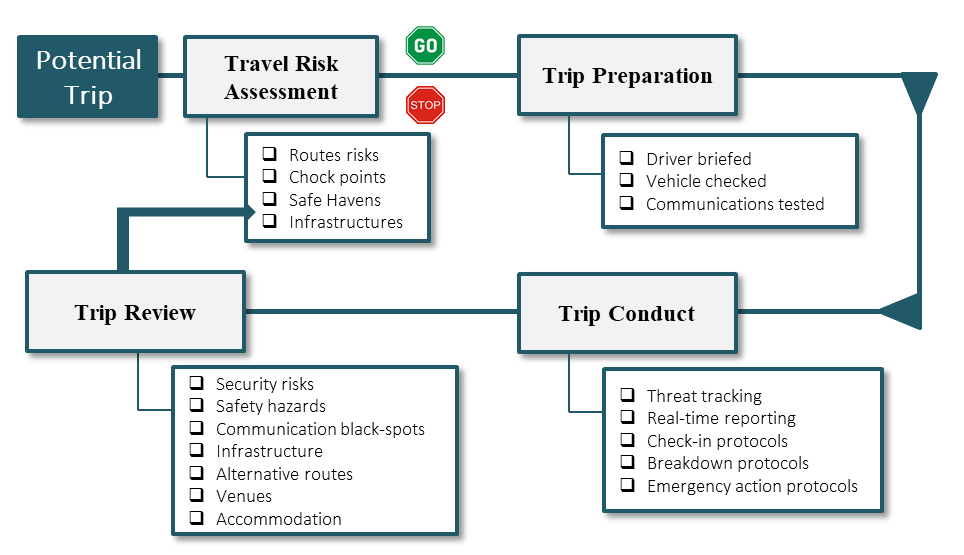 Potential
Trip
Travel Risk
Assessment
GO
STOP
Trip Preparation
Routes risks
Chock points
Safe Havens
Infrastructures
Driver briefed
Vehicle checked
Communications tested
Trip Review
Trip Conduct
Security risks
Safety hazards
Communication black-spots
Infrastructure
Alternative routes
Venues
Accommodation
Threat tracking
Real-time reporting
Check-in protocols
Breakdown protocols
Emergency action protocols